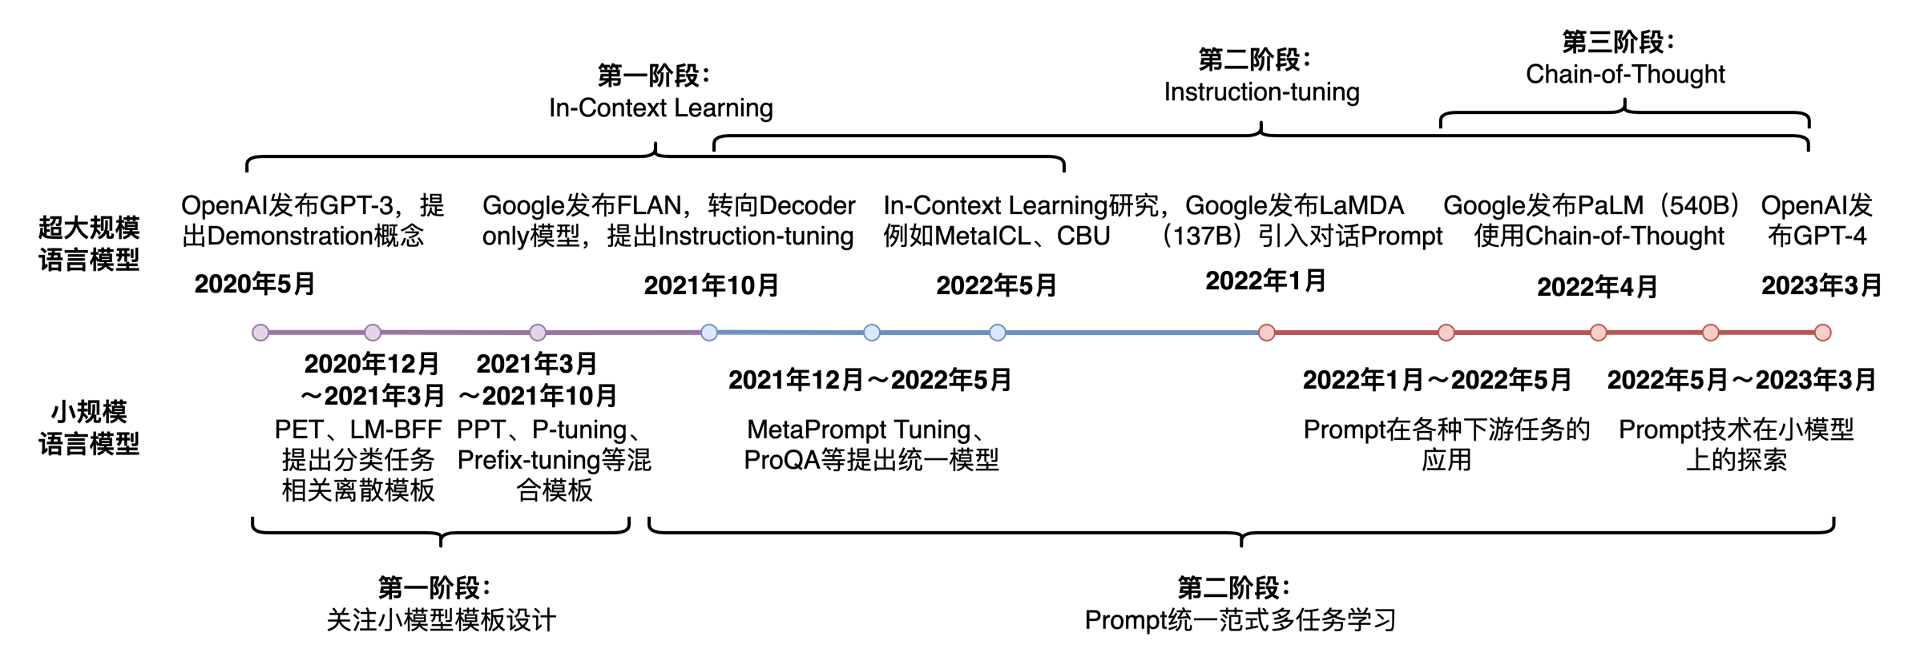 第三阶段：
Chain-of-Thought
第二阶段：
Instruction-tuning
第一阶段：
In-Context Learning
超大规模
语言模型
OpenAI发布GPT-3，提
出Demonstration概念
2020年5月
Google发布FLAN，转向Decoder
only模型，提出Instruction-tuning
2021年10月
In-Context Learning研究，
例如MetaICL、CBU
2022年5月
Google发布LaMDA
（137B）引入对话Prompt
2022年1月
Google发布PaLM（540B）
使用Chain-of-Thought
2022年4月
OpenAI发
布GPT-4
2023年3月
小规模
语言模型
2020年12月
～2021年3月
PET、LM-BFF
提出分类任务
相关离散模板
2021年3月
～2021年10月
PPT、P-tuning、
Prefix-tuning等混
合模板
2021年12月～2022年5月
MetaPrompt Tuning、
ProQA等提出统一模型
2022年1月～2022年5月
Prompt在各种下游任务的
应用
2022年5月～2023年3月
Prompt技术在小模型
上的探索
第一阶段：
关注小模型模板设计
第二阶段：
Prompt统一范式多任务学习